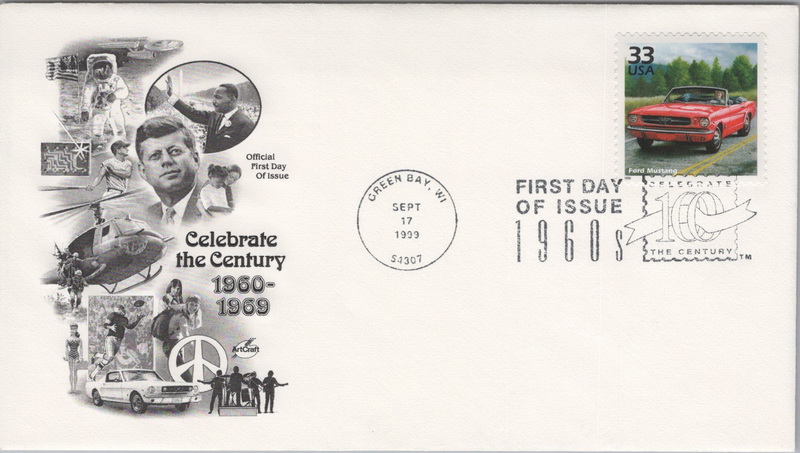 Official
First Day
Of Issue
Celebrate
the Century
1960-
1969
ArtCraft
GREEN BAY, WI
SEPT
17
1999
54307
FIRST DAY
OF ISSUE
1960s
33
USA
Ford Mustang
CELEBRATE
100
THE CENTURY
TM